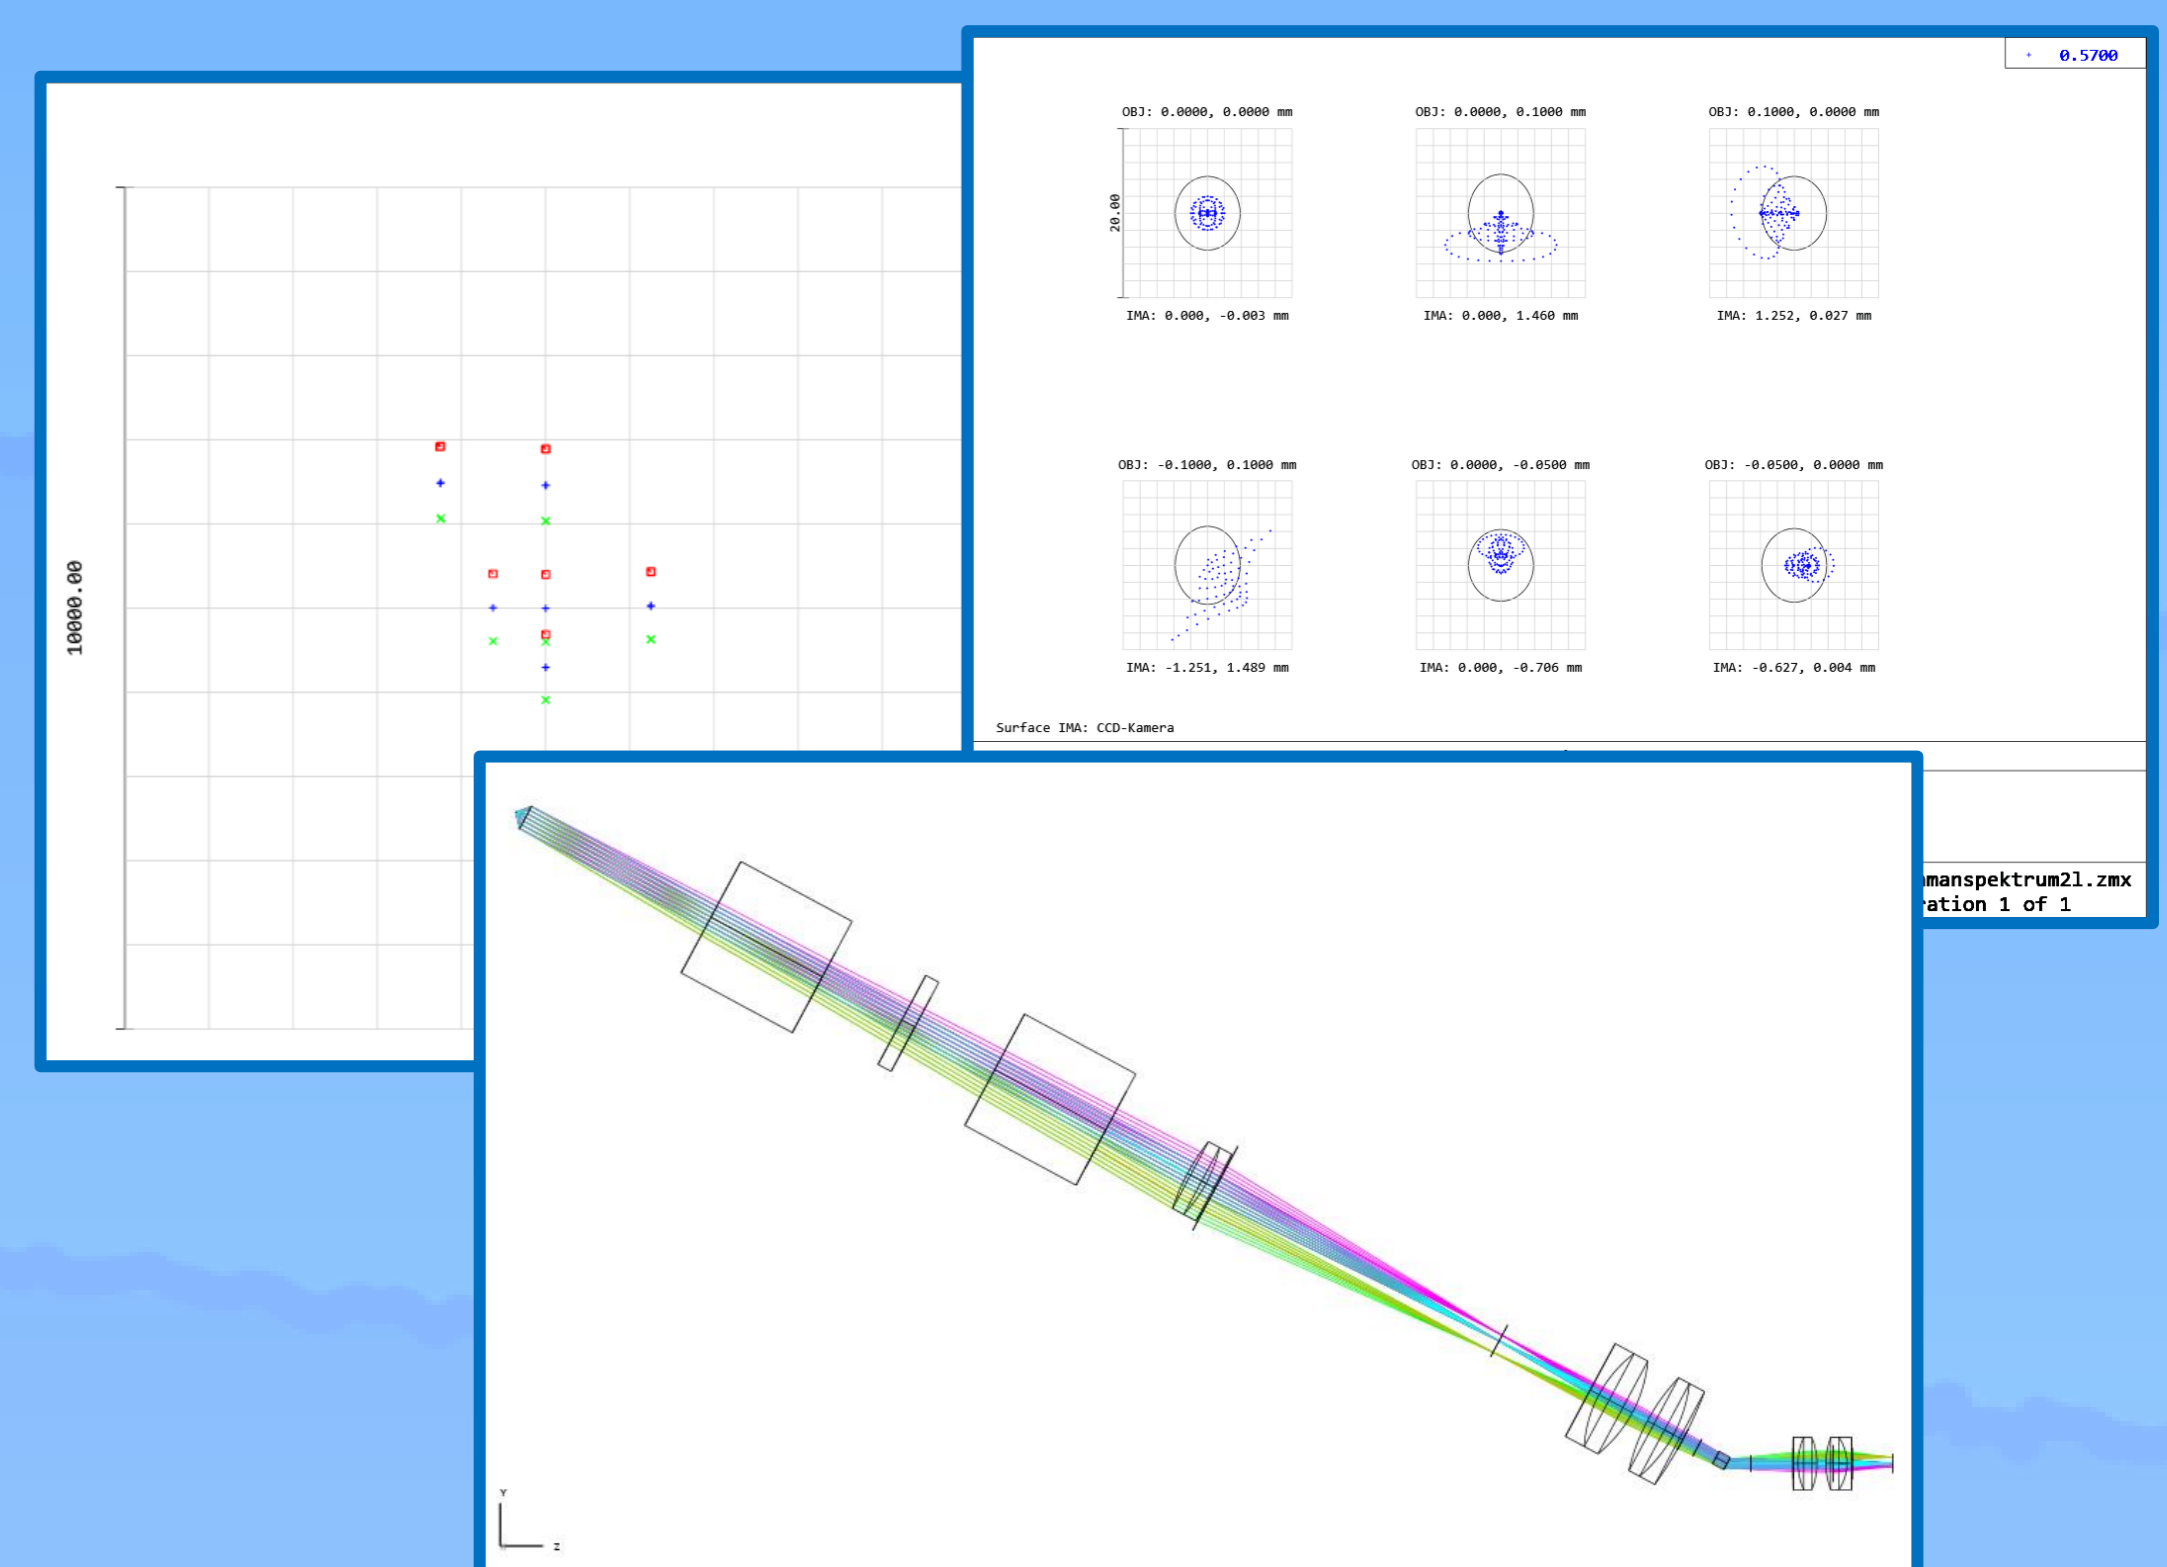 10000.00
0.5700
OBJ: 0.0000, 0.0000 mm
OBJ: 0.0000, 0.1000 mm
OBJ: 0.1000, 0.0000 mm
20.00
IMA: 0.000, -0.003 mm
IMA: 0.000, 1.460 mm
IMA: 1.252, 0.027 mm
OBJ: -0.1000, 0.1000 mm
OBJ: 0.0000, -0.0500 mm
OBJ: -0.0500, 0.0000 mm
IMA: -1.251, 1.489 mm
IMA: 0.000, -0.706 mm
IMA: -0.627, 0.004 mm
Surface IMA: CCD-Kamera
manspektrum2l.zmx
ration 1 of 1
Y
Z